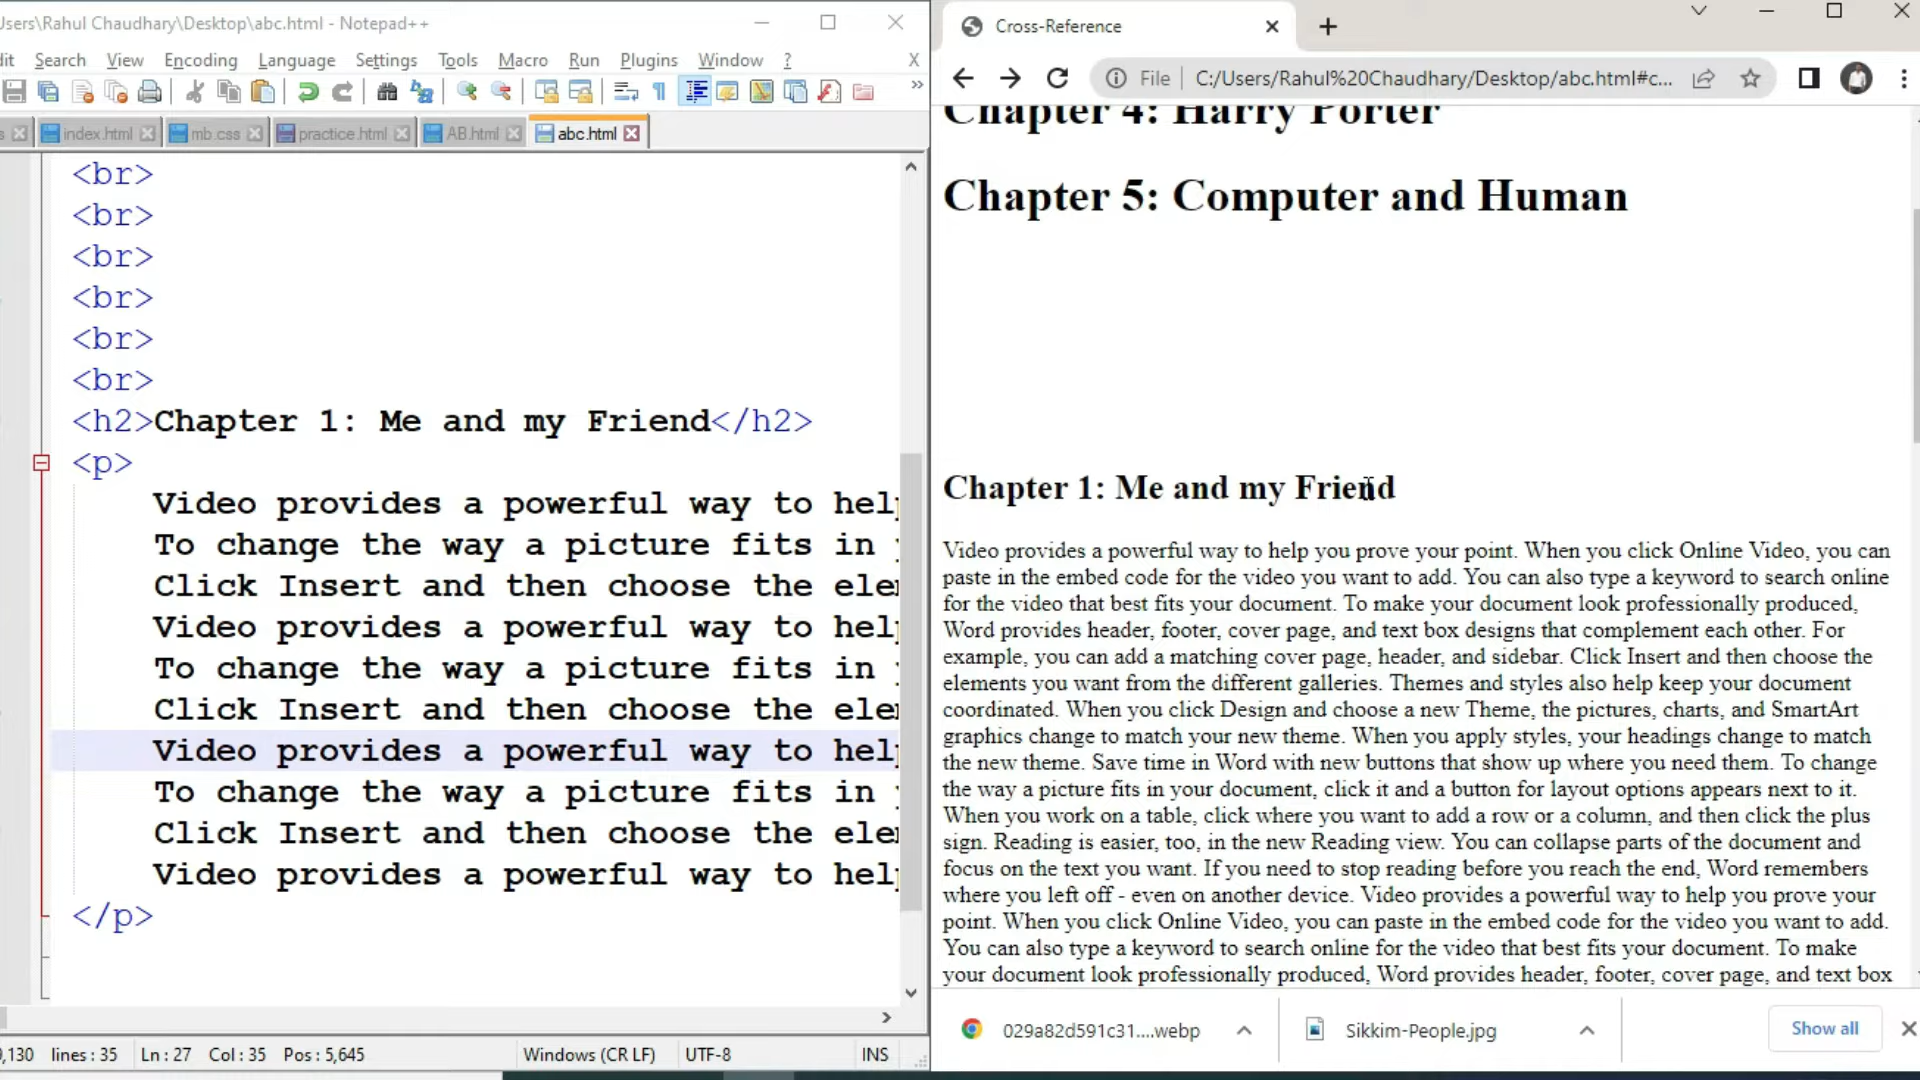 Users\Rahul Chaudhary\Desktop\abc.html - Notepad++
dit Search View Encoding Language Settings Tools Macro Run Plugins Window ? X
s index.html mb.css practice.html AB.html abc.html
<br>
<br>
<br>
<br>
<br>
<br>
<h2>Chapter 1: Me and my Friend</h2>
<p>
Video provides a powerful way to help
To change the way a picture fits in
Click Insert and then choose the ele
Video provides a powerful way to help
To change the way a picture fits in
Click Insert and then choose the ele
Video provides a powerful way to help
To change the way a picture fits in
Click Insert and then choose the ele
Video provides a powerful way to help
</p>
,130 lines : 35 Ln : 27 Col : 35 Pos : 5,645 Windows (CR LF) UTF-8 INS
Cross-Reference
File C:/Users/Rahul%20Chaudhary/Desktop/abc.html#c...
Chapter 4: Harry Porter
Chapter 5: Computer and Human
Chapter 1: Me and my Friend
Video provides a powerful way to help you prove your point. When you click Online Video, you can
paste in the embed code for the video you want to add. You can also type a keyword to search online
for the video that best fits your document. To make your document look professionally produced,
Word provides header, footer, cover page, and text box designs that complement each other. For
example, you can add a matching cover page, header, and sidebar. Click Insert and then choose the
elements you want from the different galleries. Themes and styles also help keep your document
coordinated. When you click Design and choose a new Theme, the pictures, charts, and SmartArt
graphics change to match your new theme. When you apply styles, your headings change to match
the new theme. Save time in Word with new buttons that show up where you need them. To change
the way a picture fits in your document, click it and a button for layout options appears next to it.
When you work on a table, click where you want to add a row or a column, and then click the plus
sign. Reading is easier, too, in the new Reading view. You can collapse parts of the document and
focus on the text you want. If you need to stop reading before you reach the end, Word remembers
where you left off - even on another device. Video provides a powerful way to help you prove your
point. When you click Online Video, you can paste in the embed code for the video you want to add.
You can also type a keyword to search online for the video that best fits your document. To make
your document look professionally produced, Word provides header, footer, cover page, and text box
029a82d591c31....webp Sikkim-People.jpg Show all